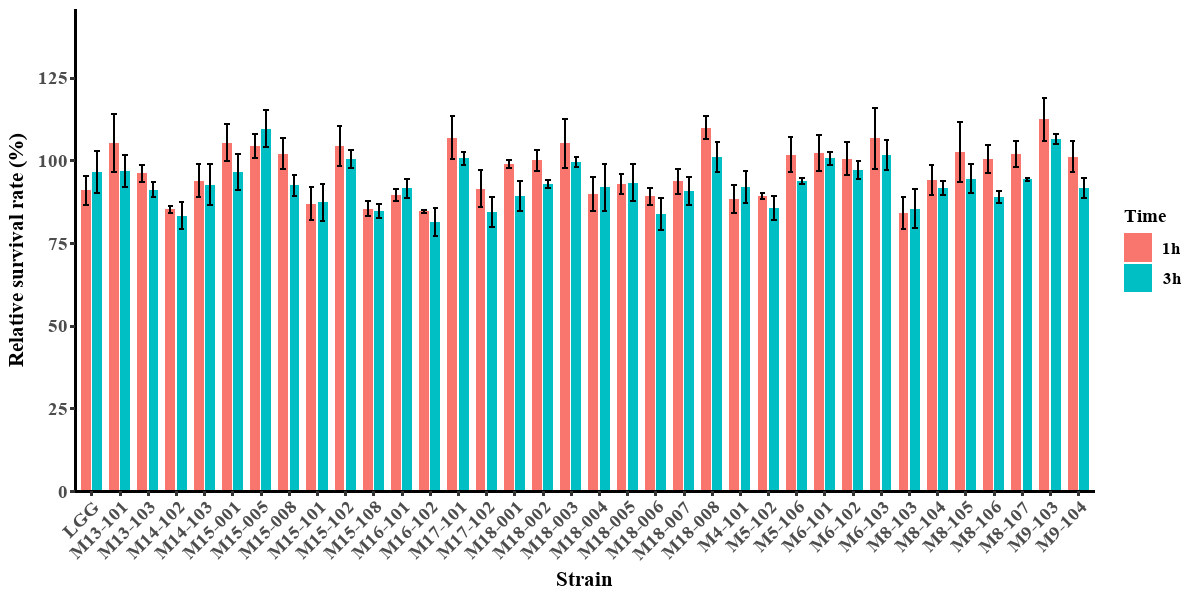 Relative survival rate (%)
125
100
75
50
25
0
LGG
M13-101
M13-103
M14-102
M14-103
M15-001
M15-005
M15-008
M15-101
M15-102
M15-108
M16-101
M16-102
M17-101
M17-102
M18-001
M18-002
M18-003
M18-004
M18-005
M18-006
M18-007
M18-008
M4-101
M5-102
M5-106
M6-101
M6-102
M6-103
M8-103
M8-104
M8-105
M8-106
M8-107
M9-103
M9-104
Strain
Time
1h
3h